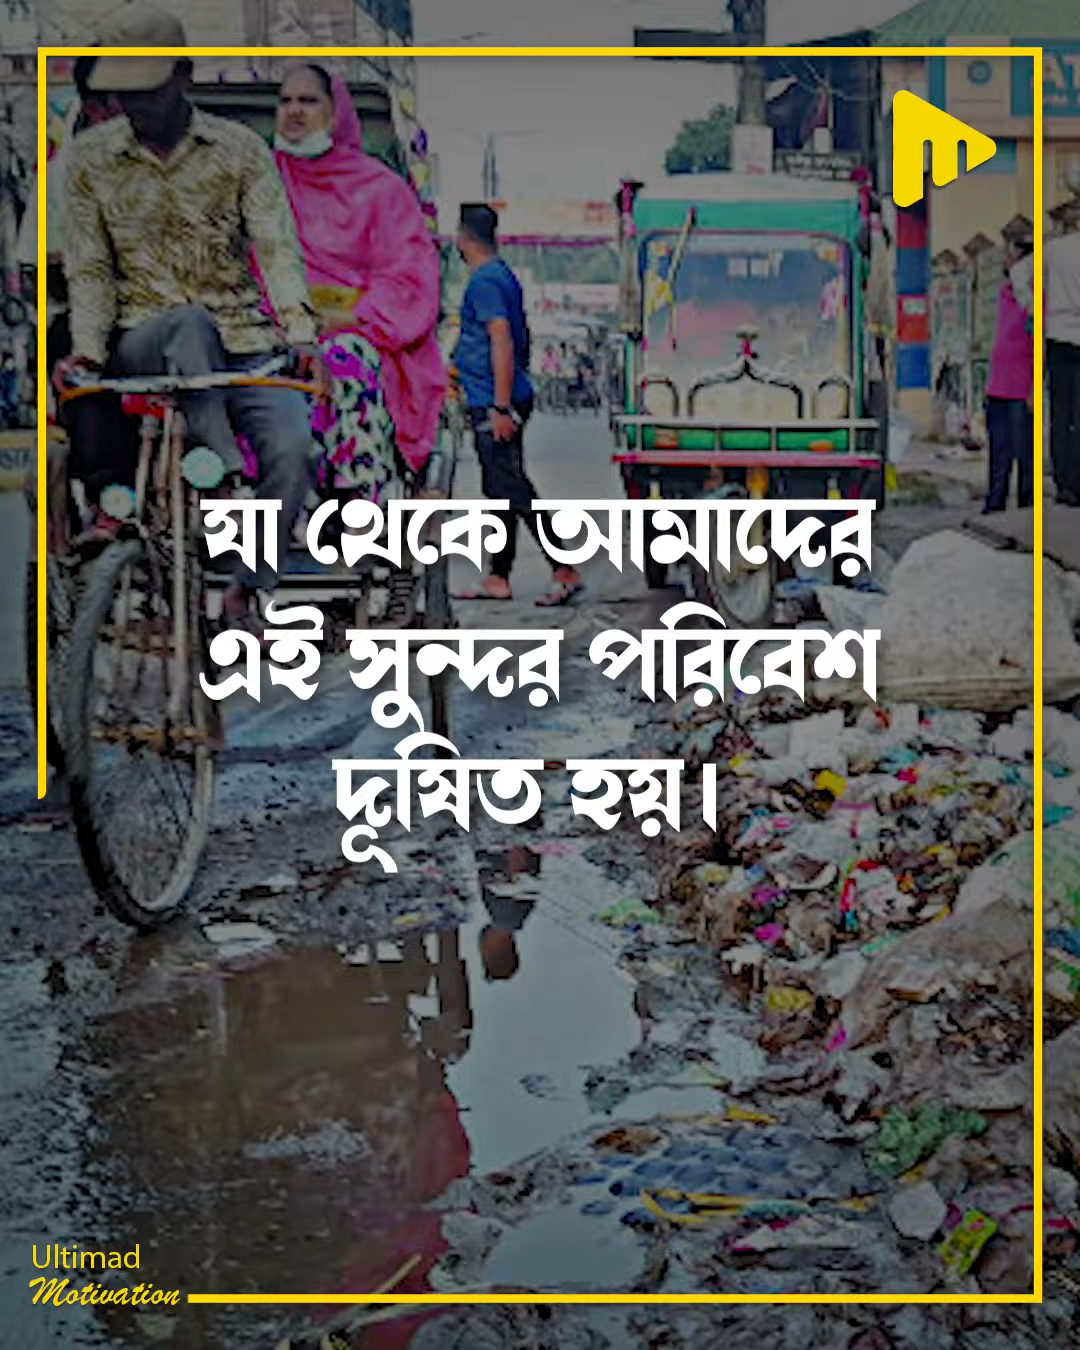 যা থেকে আমাদের
এই সুন্দর পরিবেশ
দূষিত হয়।
Ultimad
Motivation